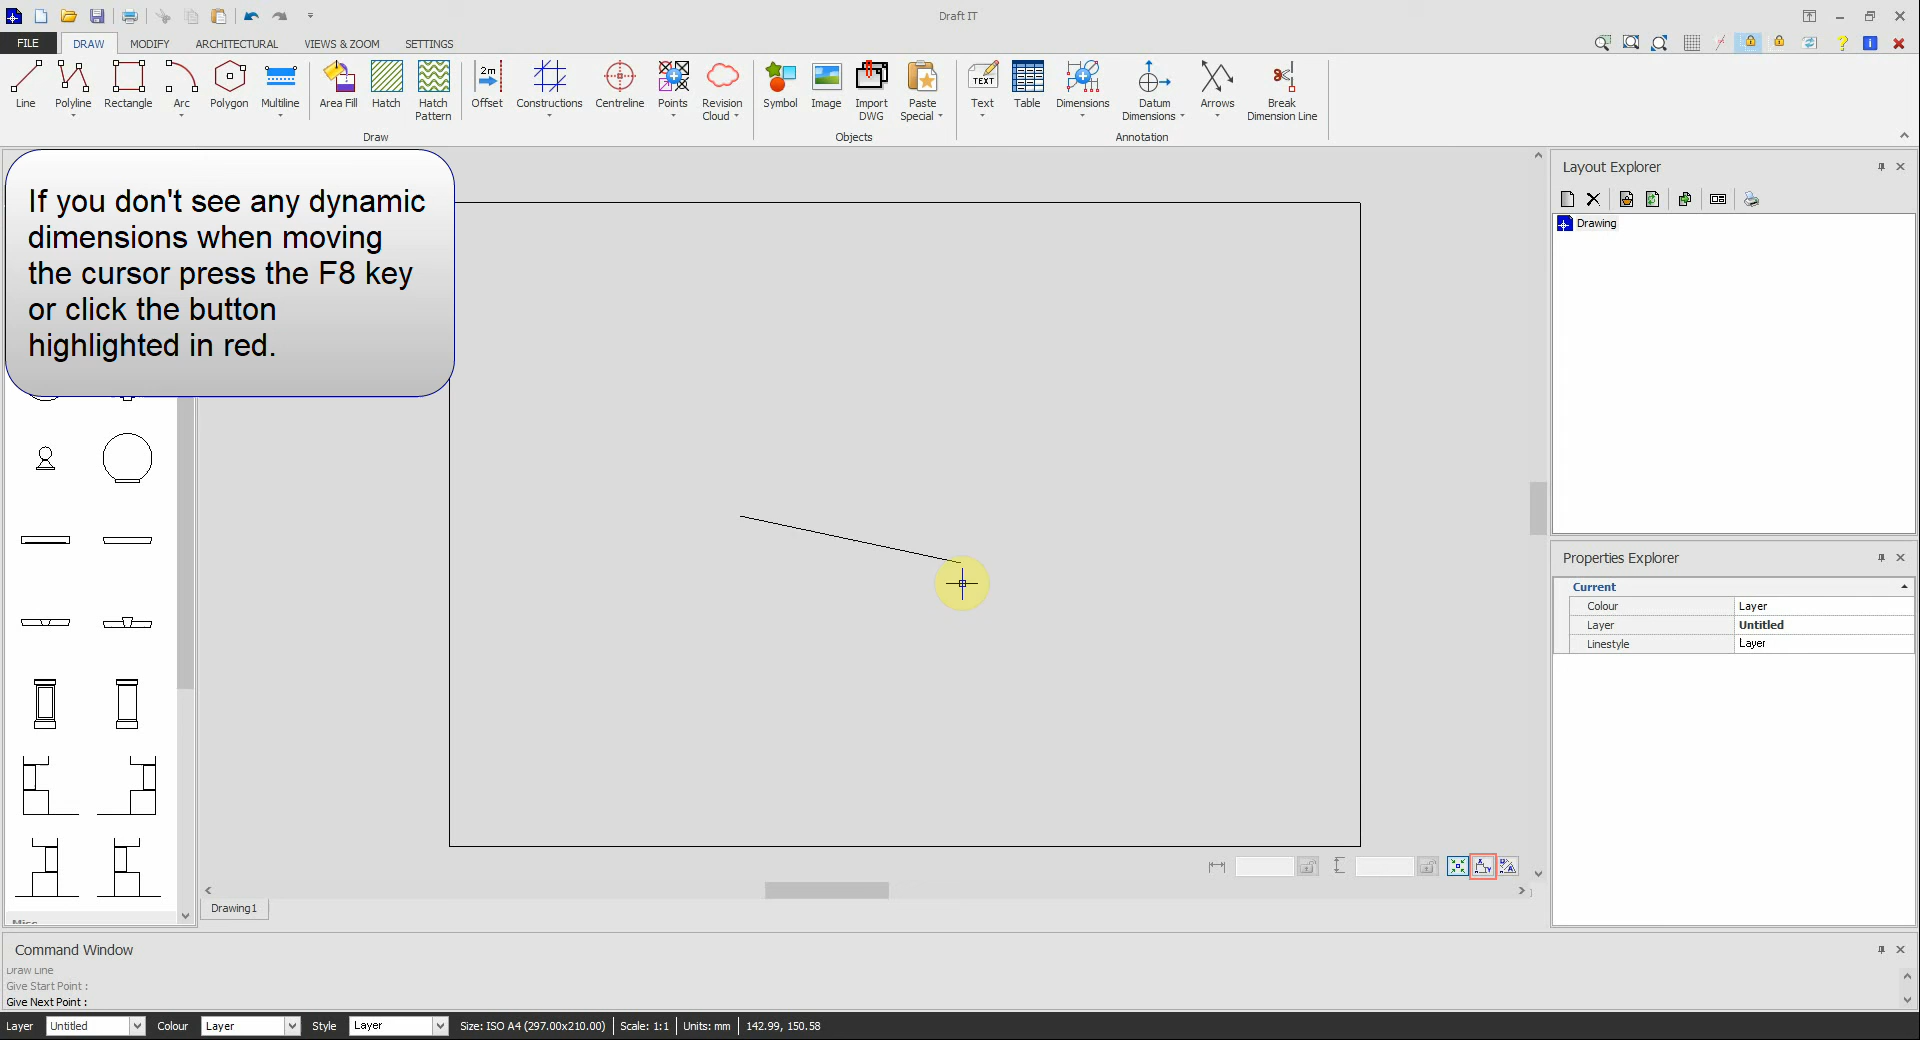 Draft IT
FILE
DRAW
MODIFY
ARCHITECTURAL
VIEWS & ZOOM
SETTINGS
Line
Polyline
Rectangle
Arc
Polygon
Multiline
Area Fill
Hatch
Hatch
Pattern
2m
Offset
Constructions
Centreline
Points
Revision
Cloud
Symbol
Image
Import
DWG
Paste
Special
TEXT
Text
Table
Dimensions
Datum
Dimensions
Arrows
Break
Dimension Line
Draw
Objects
Annotation
If you don't see any dynamic
dimensions when moving
the cursor press the F8 key
or click the button
highlighted in red.
Layout Explorer
Drawing
Properties Explorer
Current
Colour Layer
Layer Untitled
Linestyle Layer
Misc
Drawing1
Command Window
Draw Line
Give Start Point :
Give Next Point :
Layer Untitled Colour Layer Style Layer Size: ISO A4 (297.00x210.00) Scale: 1:1 Units: mm 142.99, 150.58